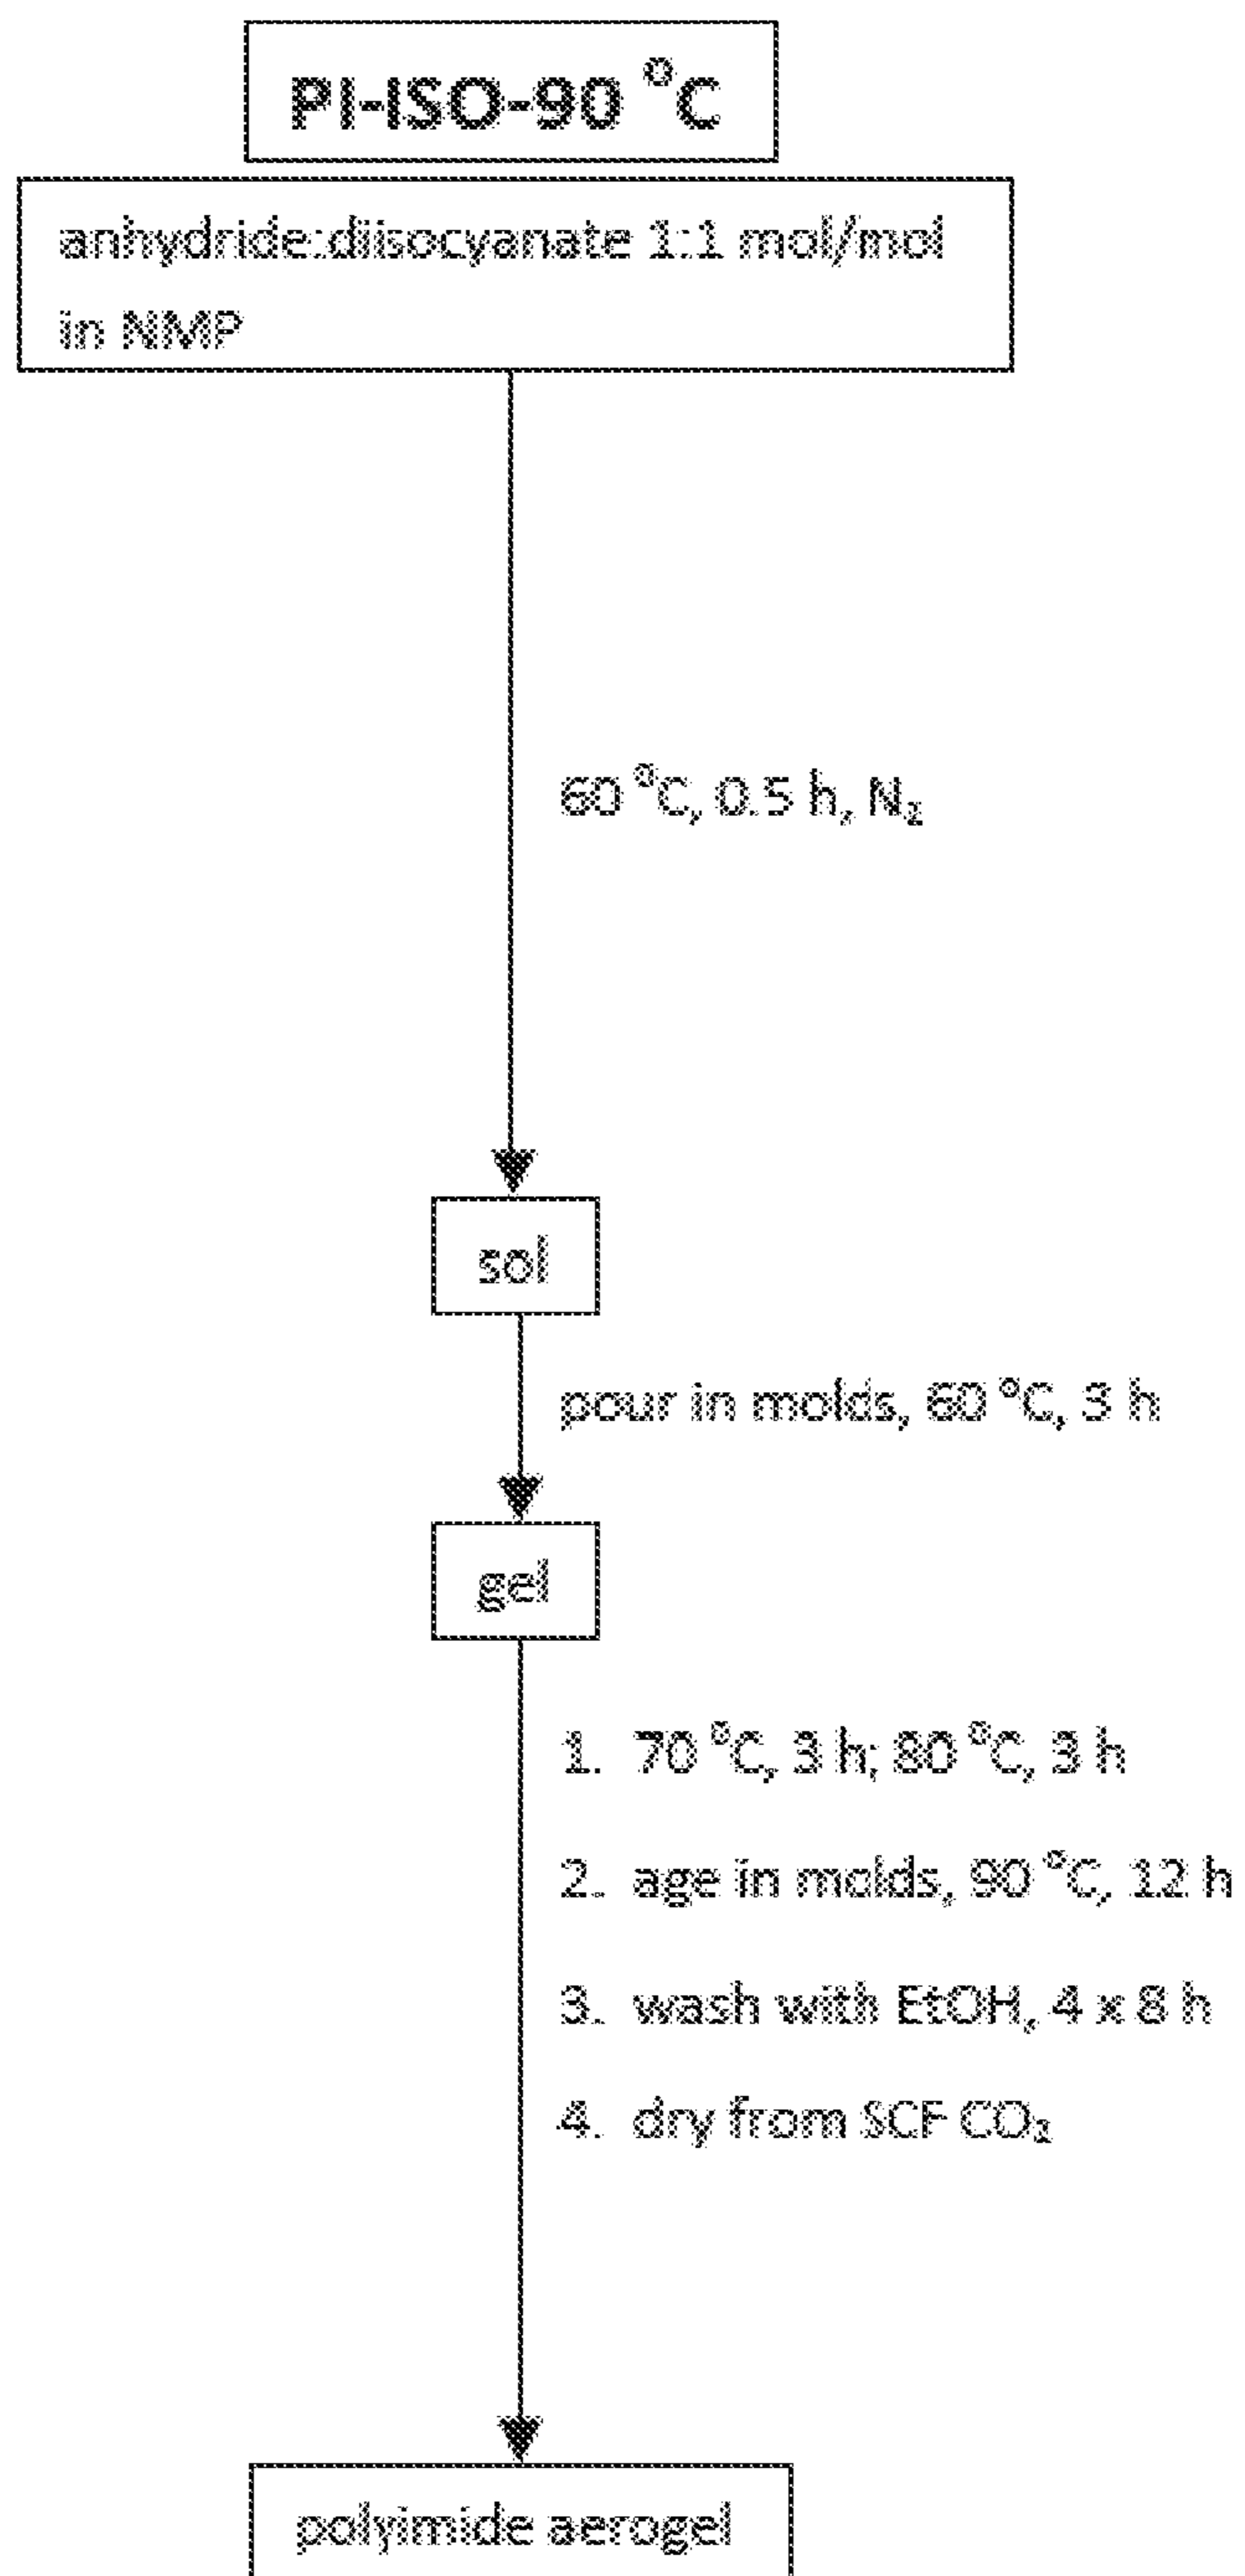 PI-ISO-90 °C
anhydride:diisocyanate 1:1 mol/mol
in NMP
60 °C, 0.5 h, N₂
sol
pour in molds, 60 °C, 3 h
gel
1. 70 °C, 3 h; 80 °C, 3 h
2. age in molds, 90 °C, 12 h
3. wash with EtOH, 4 x 8 h
4. dry from SCF CO₂
polyimide aerogel